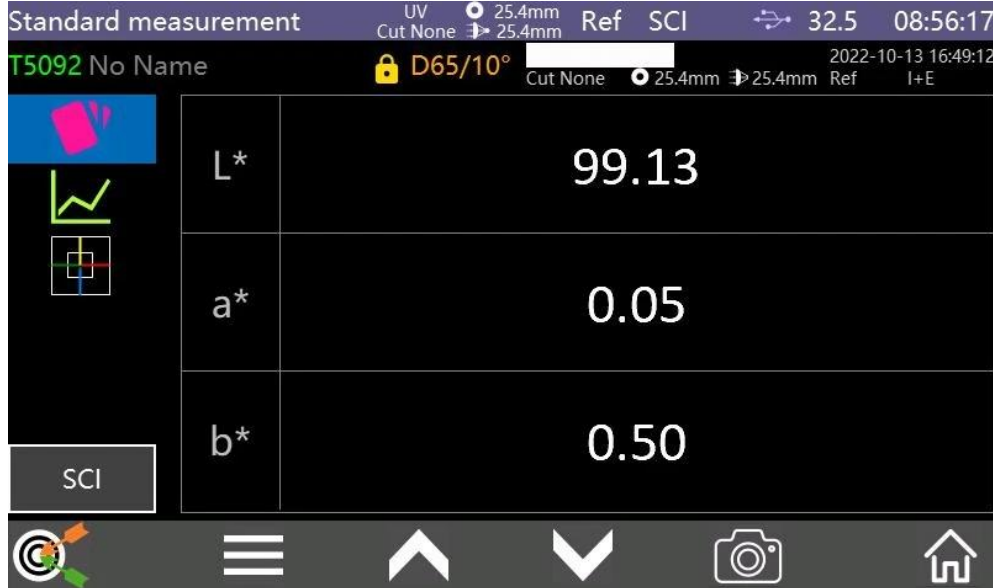 Standard measurement UV Cut None 25.4mm 25.4mm Ref SCI 32.5 08:56:17
T5092 No Name D65/10° Cut None 25.4mm 25.4mm Ref 2022-10-13 16:49:12 I+E
L* 99.13
a* 0.05
b* 0.50
SCI